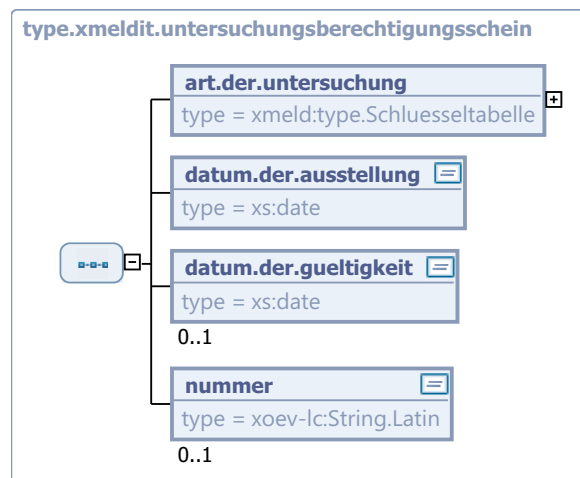 type.xmeldit.untersuchungsberechtigungsschein
art.der.untersuchung
type = xmeld:type.Schluesseltabelle
datum.der.ausstellung
type = xs:date
datum.der.gueltigkeit
type = xs:date
0..1
nummer
type = xoev-lc:String.Latin
0..1